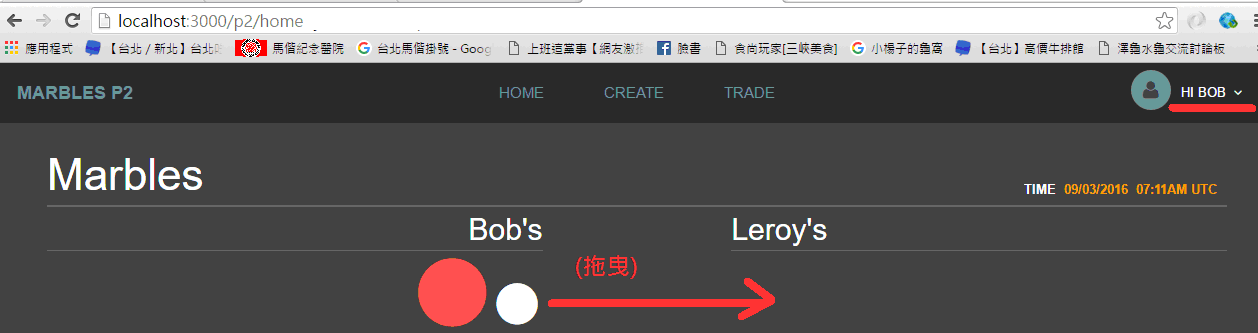 localhost:3000/p2/home
應用程式 【台北 / 新北】台北 馬偕紀念醫院 台北馬偕掛號 - Goog 上班這黨事【網友激 臉書 食尚玩家[三峽美食] 小楊子的龜窩 【台北】高價牛排館 澤龜水龜交流討論板
MARBLES P2 HOME CREATE TRADE HI BOB
Marbles
TIME 09/03/2016 07:11AM UTC
Bob's Leroy's
(拖曳)